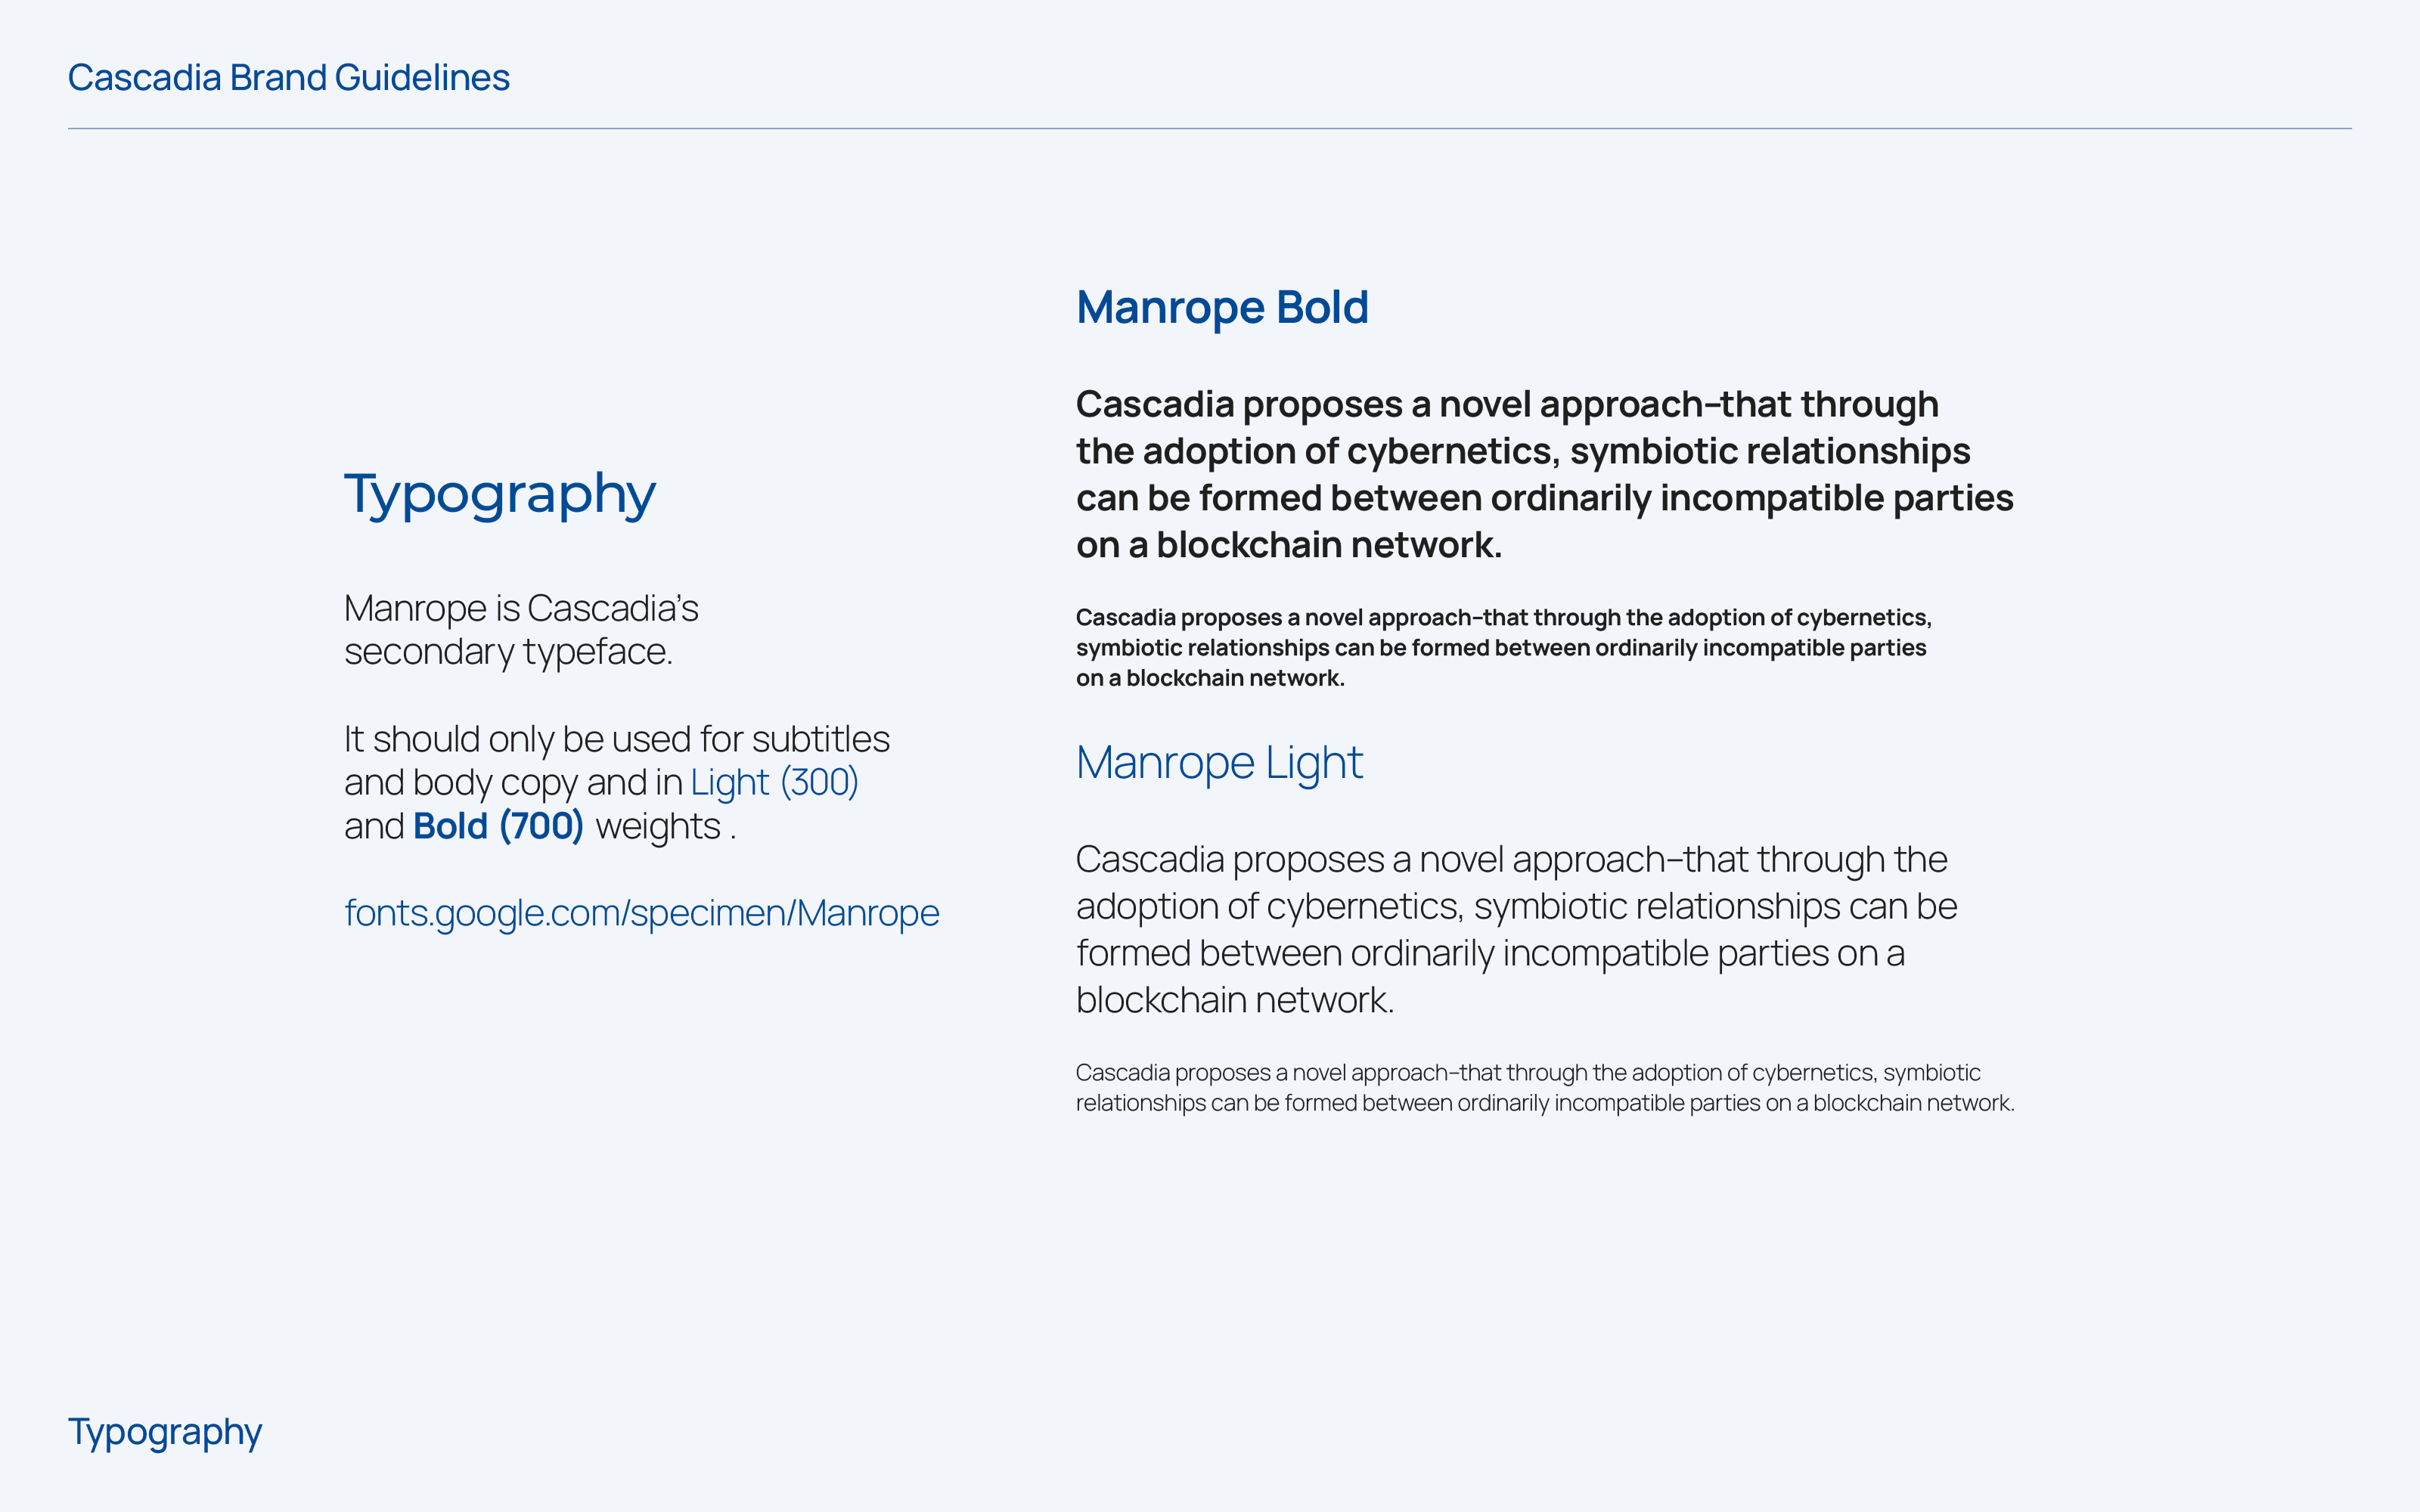 Cascadia Brand Guidelines
Typography
Manrope is Cascadia’s
secondary typeface.
It should only be used for subtitles
and body copy and in Light (300)
and Bold (700) weights .
fonts.google.com/specimen/Manrope
Manrope Bold
Cascadia proposes a novel approach–that through
the adoption of cybernetics, symbiotic relationships
can be formed between ordinarily incompatible parties
on a blockchain network.
Cascadia proposes a novel approach–that through the adoption of cybernetics,
symbiotic relationships can be formed between ordinarily incompatible parties
on a blockchain network.
Manrope Light
Cascadia proposes a novel approach–that through the
adoption of cybernetics, symbiotic relationships can be
formed between ordinarily incompatible parties on a
blockchain network.
Cascadia proposes a novel approach–that through the adoption of cybernetics, symbiotic
relationships can be formed between ordinarily incompatible parties on a blockchain network.
Typography